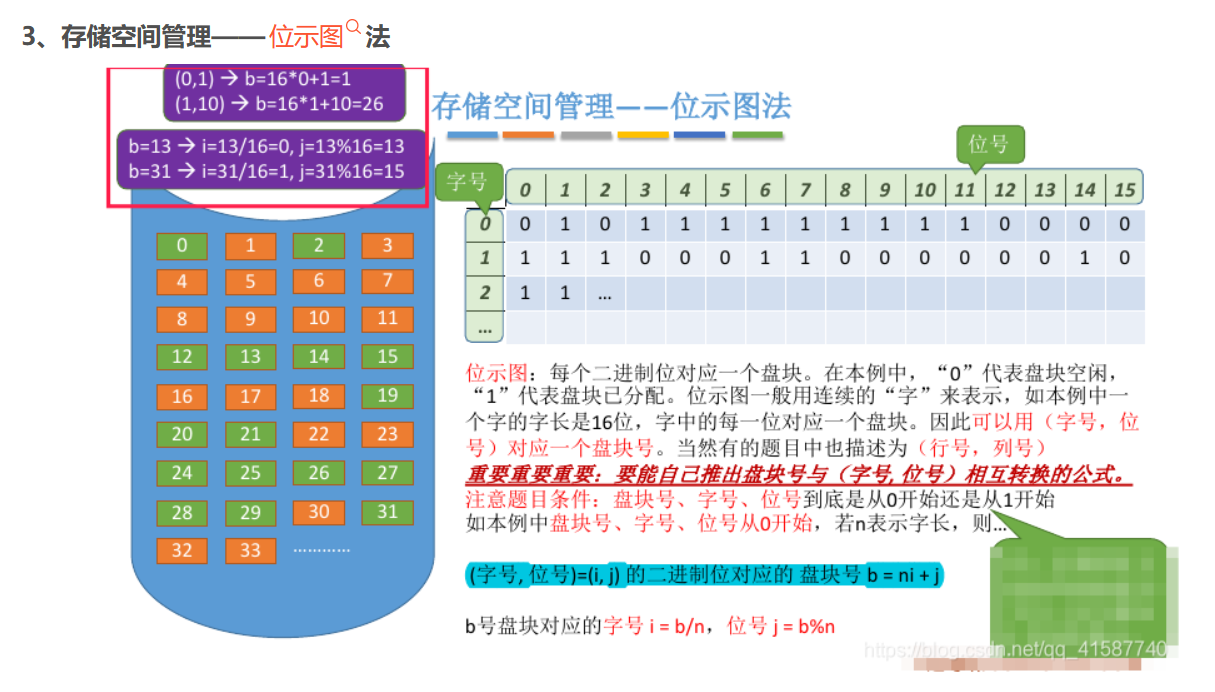 3、存储空间管理——位示图法
(0,1) → b=16*0+1=1
(1,10) → b=16*1+10=26
b=13 → i=13/16=0, j=13%16=13
b=31 → i=31/16=1, j=31%16=15
0 1 2 3
4 5 6 7
8 9 10 11
12 13 14 15
16 17 18 19
20 21 22 23
24 25 26 27
28 29 30 31
32 33 …………
存储空间管理——位示图法
位号
字号
0 1 2 3 4 5 6 7 8 9 10 11 12 13 14 15
0 0 1 0 1 1 1 1 1 1 1 1 1 0 0 0 0
1 1 1 1 0 0 0 1 1 0 0 0 0 0 0 1 0
2 1 1 …
…
位示图：每个二进制位对应一个盘块。在本例中，“0”代表盘块空闲，
“1”代表盘块已分配。位示图一般用连续的“字”来表示，如本例中一
个字的字长是16位，字中的每一位对应一个盘块。因此可以用（字号，位
号）对应一个盘块号。当然有的题目中也描述为（行号，列号）
重要重要重要：要能自己推出盘块号与（字号, 位号）相互转换的公式。
注意题目条件：盘块号、字号、位号到底是从0开始还是从1开始
如本例中盘块号、字号、位号从0开始，若n表示字长，则...
(字号, 位号)=(i, j) 的二进制位对应的 盘块号 b = ni + j
b号盘块对应的字号 i = b/n，位号 j = b%n
https://blog.csdn.net/qq_41587740